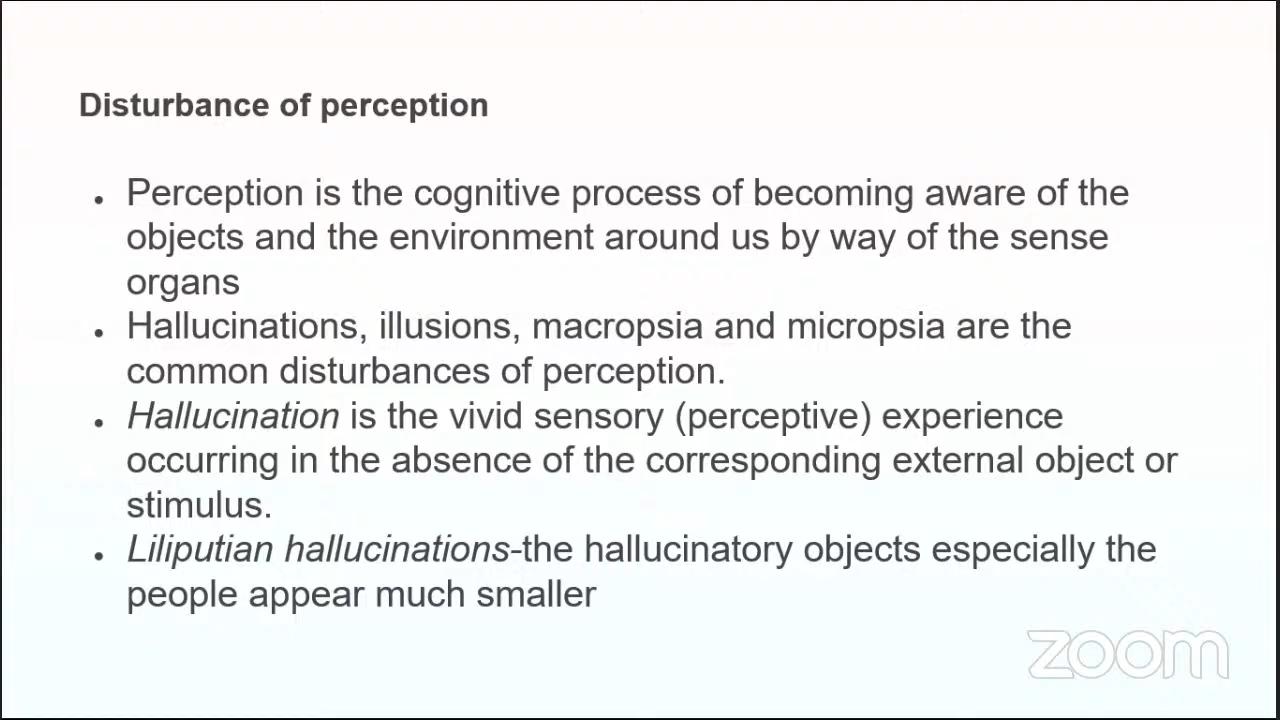 Disturbance of perception
• Perception is the cognitive process of becoming aware of the
objects and the environment around us by way of the sense
organs
• Hallucinations, illusions, macropsia and micropsia are the
common disturbances of perception.
• Hallucination is the vivid sensory (perceptive) experience
occurring in the absence of the corresponding external object or
stimulus.
• Liliputian hallucinations-the hallucinatory objects especially the
people appear much smaller
zoom